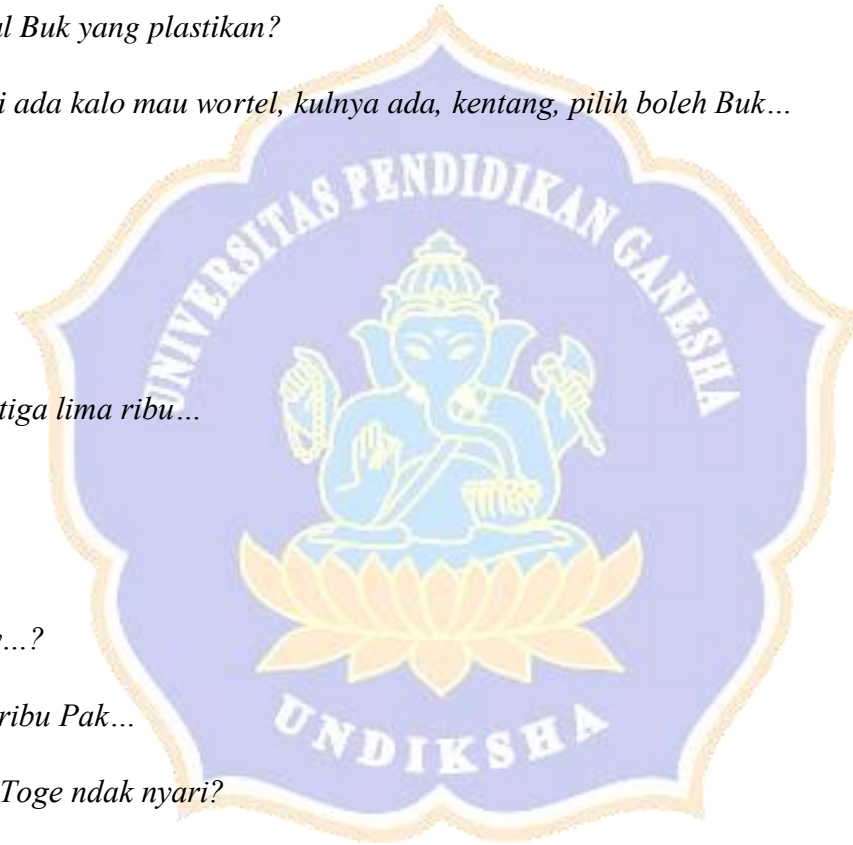 l Buk yang plastikan?
i ada kalo mau wortel, kulnya ada, kentang, pilih boleh Buk…
UNIVERSITAS PENDIDIKAN GANESHA
tiga lima ribu…
…?
ribu Pak…
UNDIKSHA
Toge ndak nyari?